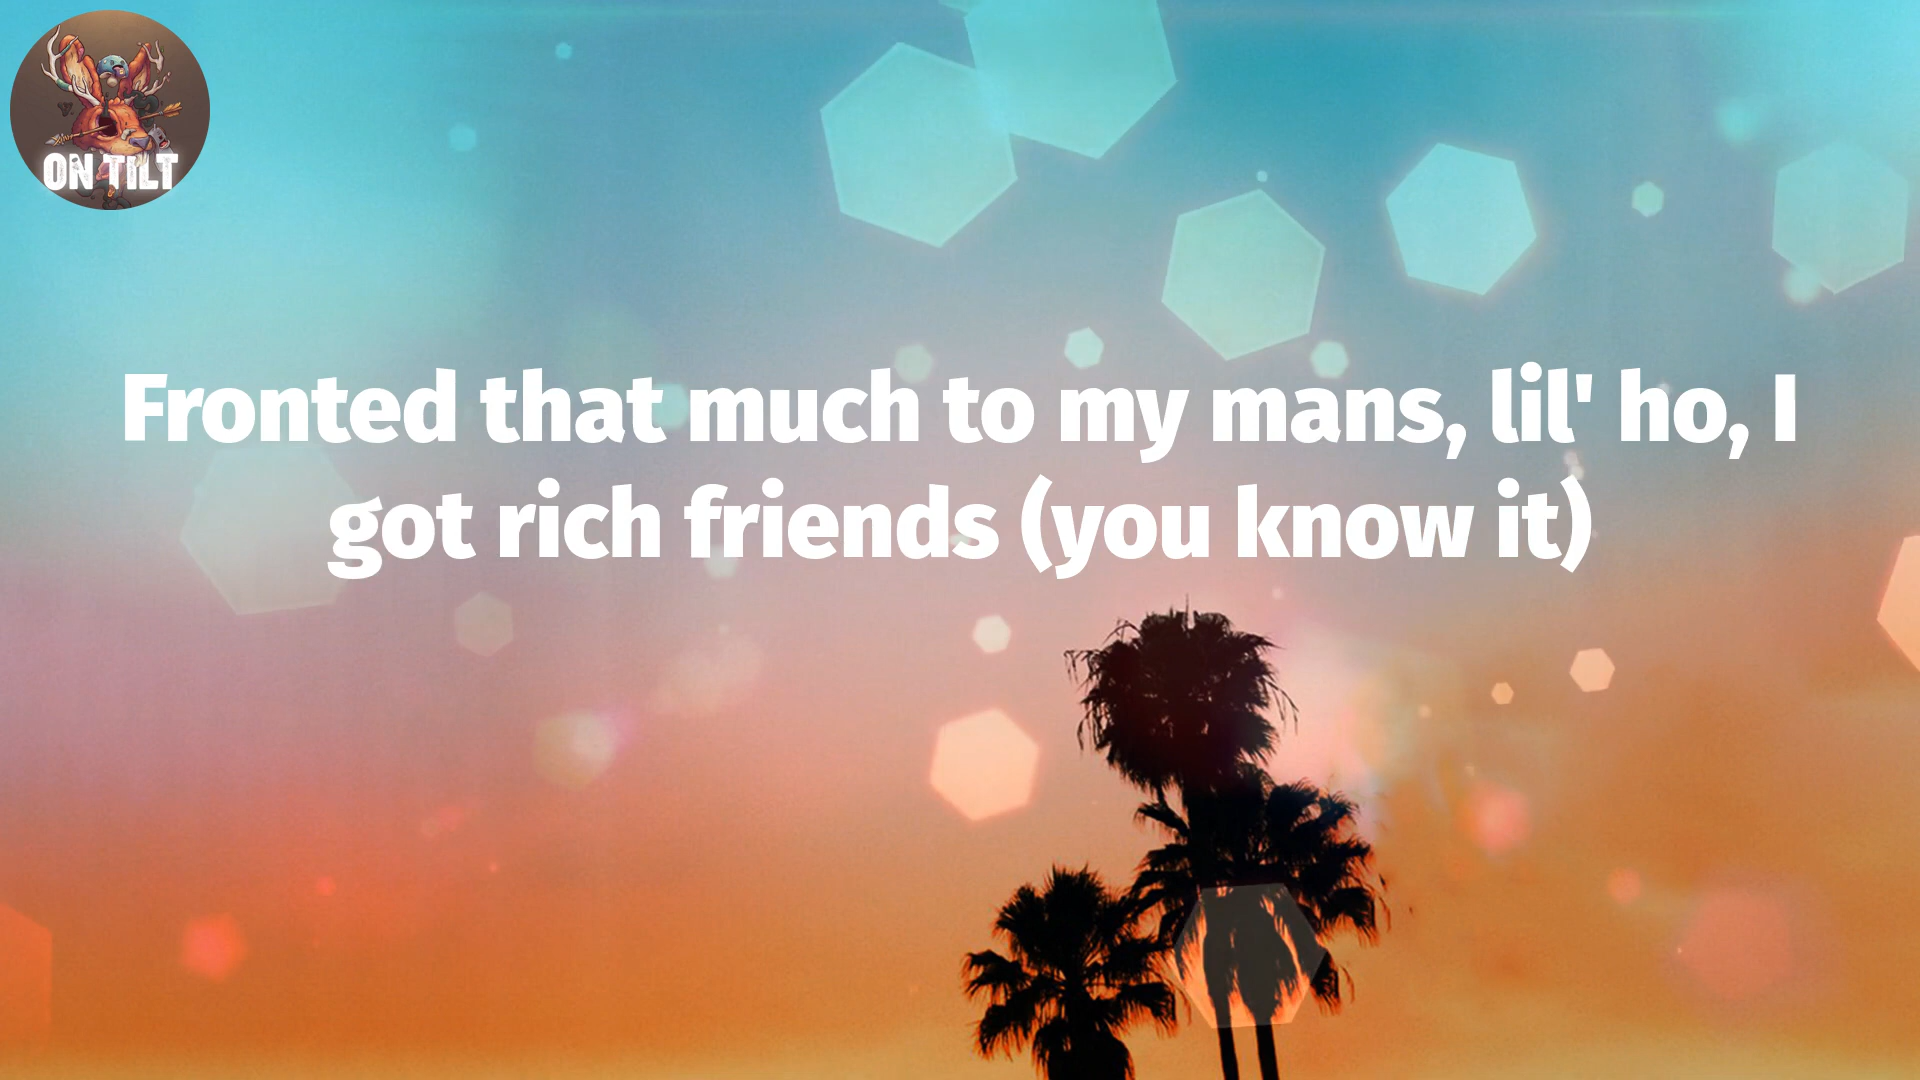 ON TILT
Fronted that much to my mans, lil' ho, I
got rich friends (you know it)